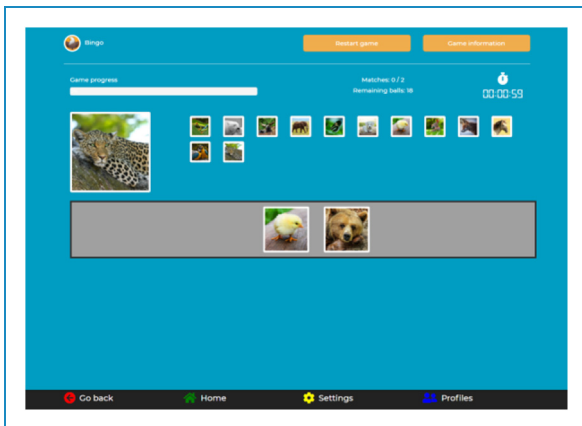 Bingo
Restart game
Game information
Game progress
Matches: 0 / 2
Remaining balls: 18
00:00:59
Go back
Home
Settings
Profiles